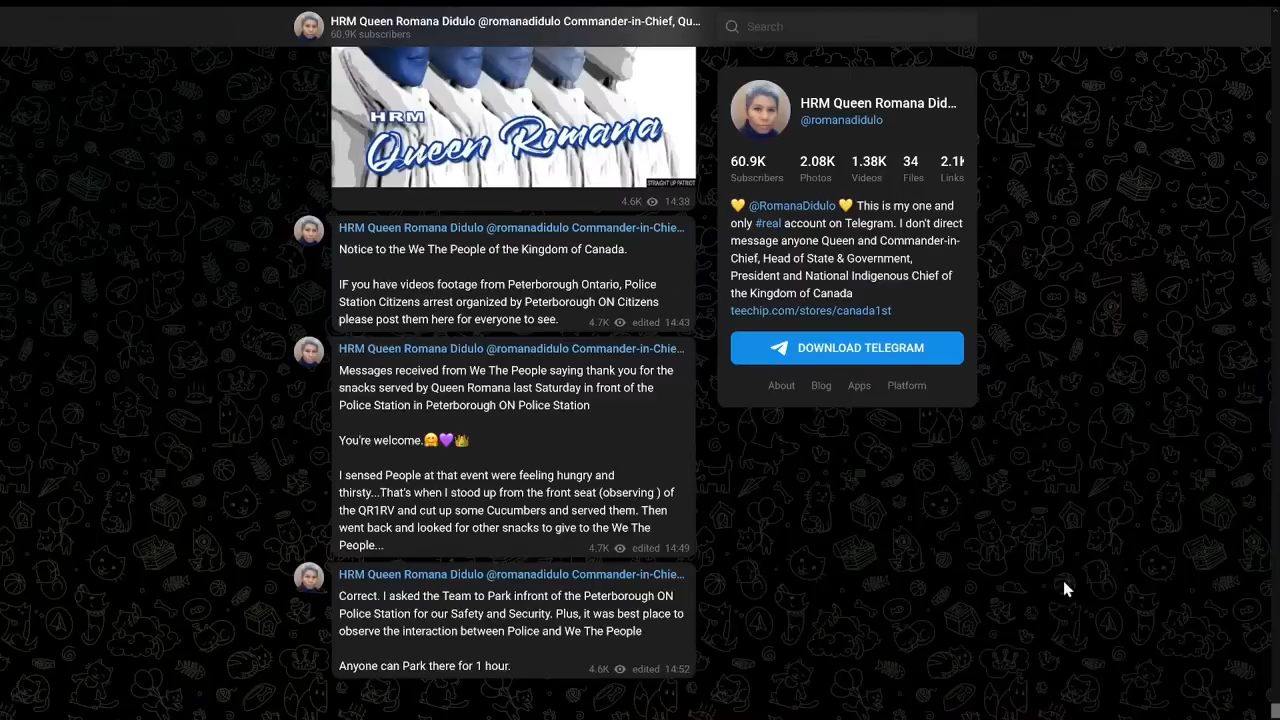 HRM Queen Romana Didulo @romanadidulo Commander-in-Chief, Qu...
60.9K subscribers
Search
HRM
Queen Romana
STRAIGHT UP PATRIOT
4.6K 14:38
HRM Queen Romana Didulo @romanadidulo Commander-in-Chie...
Notice to the We The People of the Kingdom of Canada.
IF you have videos footage from Peterborough Ontario, Police
Station Citizens arrest organized by Peterborough ON Citizens
please post them here for everyone to see.
4.7K edited 14:43
HRM Queen Romana Didulo @romanadidulo Commander-in-Chie...
Messages received from We The People saying thank you for the
snacks served by Queen Romana last Saturday in front of the
Police Station in Peterborough ON Police Station
You're welcome.🤗💜👑
I sensed People at that event were feeling hungry and
thirsty...That's when I stood up from the front seat (observing ) of
the QR1RV and cut up some Cucumbers and served them. Then
went back and looked for other snacks to give to the We The
People...
4.7K edited 14:49
HRM Queen Romana Didulo @romanadidulo Commander-in-Chie...
Correct. I asked the Team to Park infront of the Peterborough ON
Police Station for our Safety and Security. Plus, it was best place to
observe the interaction between Police and We The People
Anyone can Park there for 1 hour.
4.6K edited 14:52
HRM Queen Romana Did...
@romanadidulo
60.9K 2.08K 1.38K 34 2.1K
Subscribers Photos Videos Files Links
💛 @RomanaDidulo 💛 This is my one and
only #real account on Telegram. I don't direct
message anyone Queen and Commander-in-
Chief, Head of State & Government,
President and National Indigenous Chief of
the Kingdom of Canada
teechip.com/stores/canada1st
DOWNLOAD TELEGRAM
About Blog Apps Platform